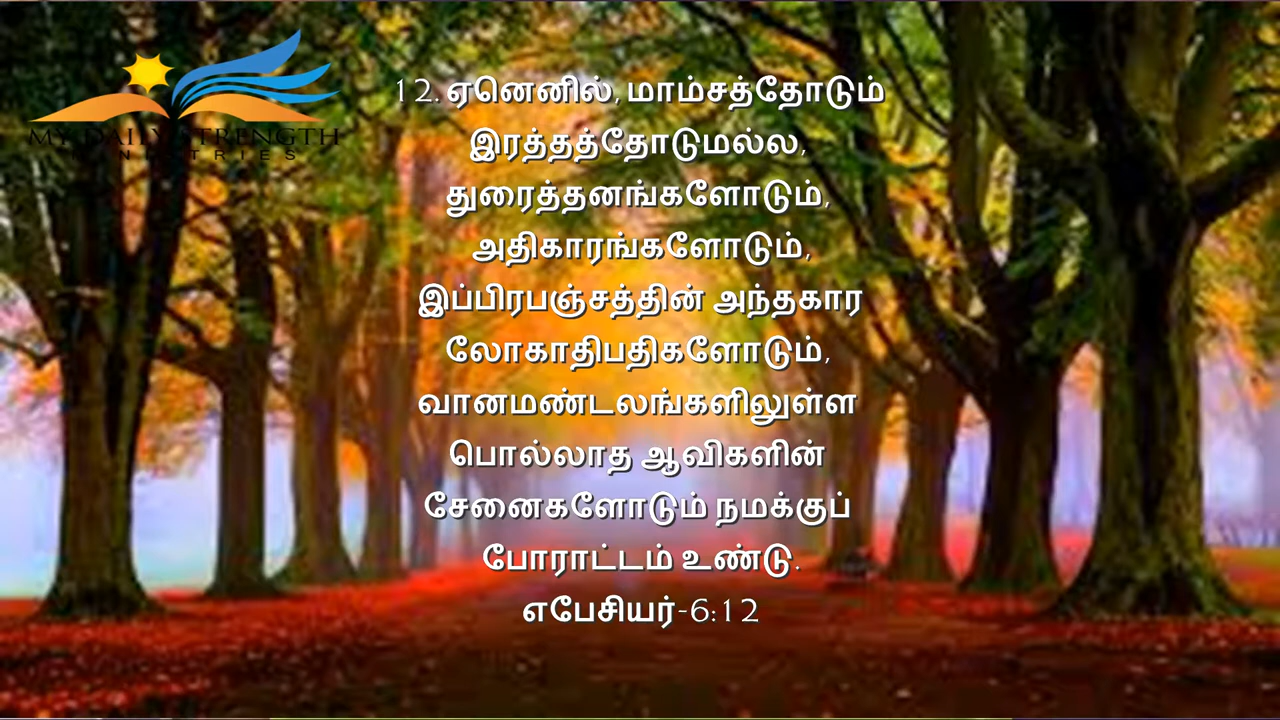 MY DAILY STRENGTH
MINISTRIES
12. ஏனெனில், மாம்சத்தோடும்
இரத்தத்தோடுமல்ல,
துரைத்தனங்களோடும்,
அதிகாரங்களோடும்,
இப்பிரபஞ்சத்தின் அந்தகார
லோகாதிபதிகளோடும்,
வானமண்டலங்களிலுள்ள
பொல்லாத ஆவிகளின்
சேனைகளோடும் நமக்குப்
போராட்டம் உண்டு.
எபேசியர்-6:12